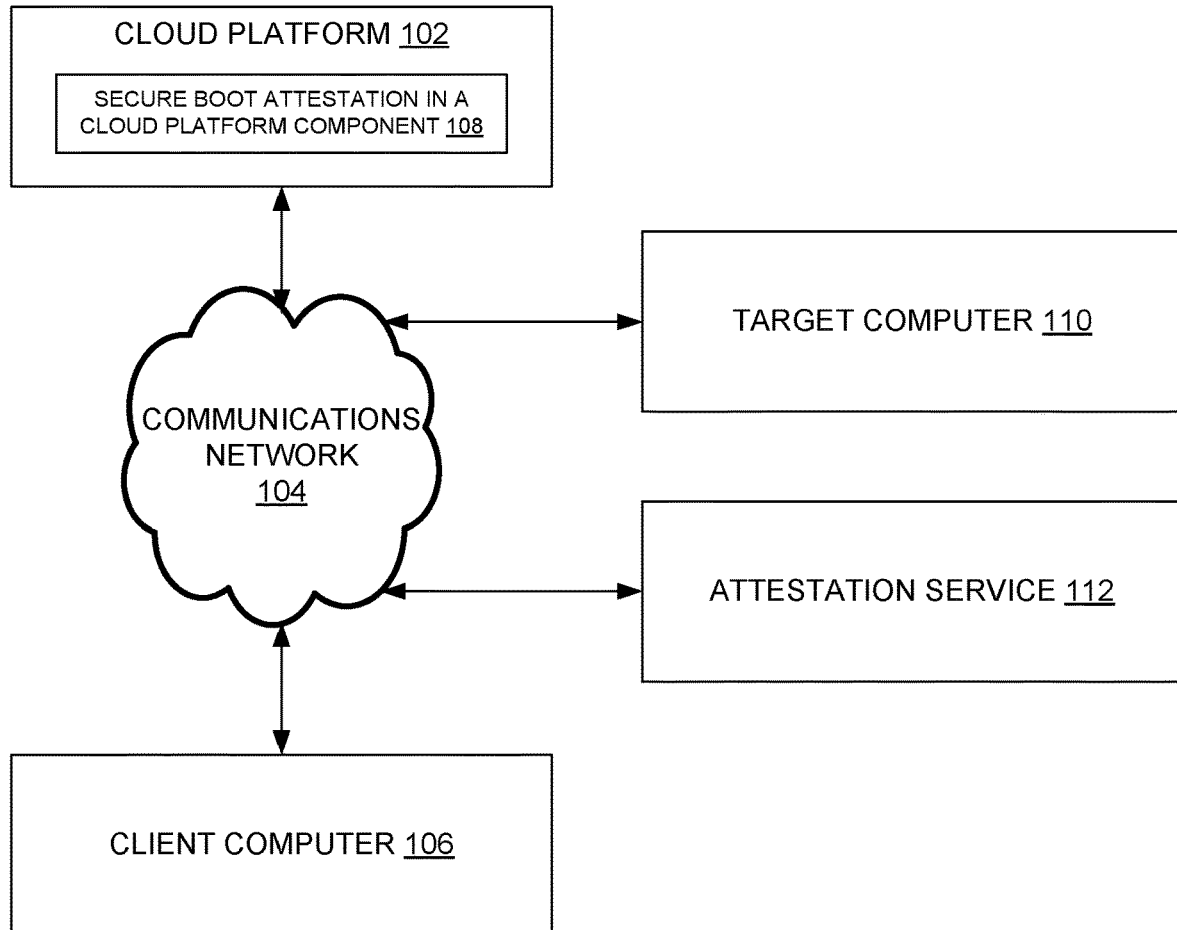 CLOUD PLATFORM 102
SECURE BOOT ATTESTATION IN A
CLOUD PLATFORM COMPONENT 108
TARGET COMPUTER 110
COMMUNICATIONS
NETWORK
104
ATTESTATION SERVICE 112
CLIENT COMPUTER 106